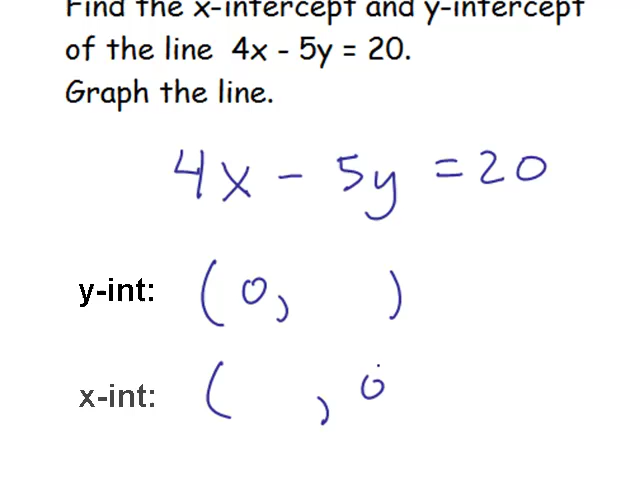 Find the x-intercept and y-intercept
of the line 4x - 5y = 20.
Graph the line.
4x - 5y = 20
y-int: ( 0, )
x-int: ( , 0